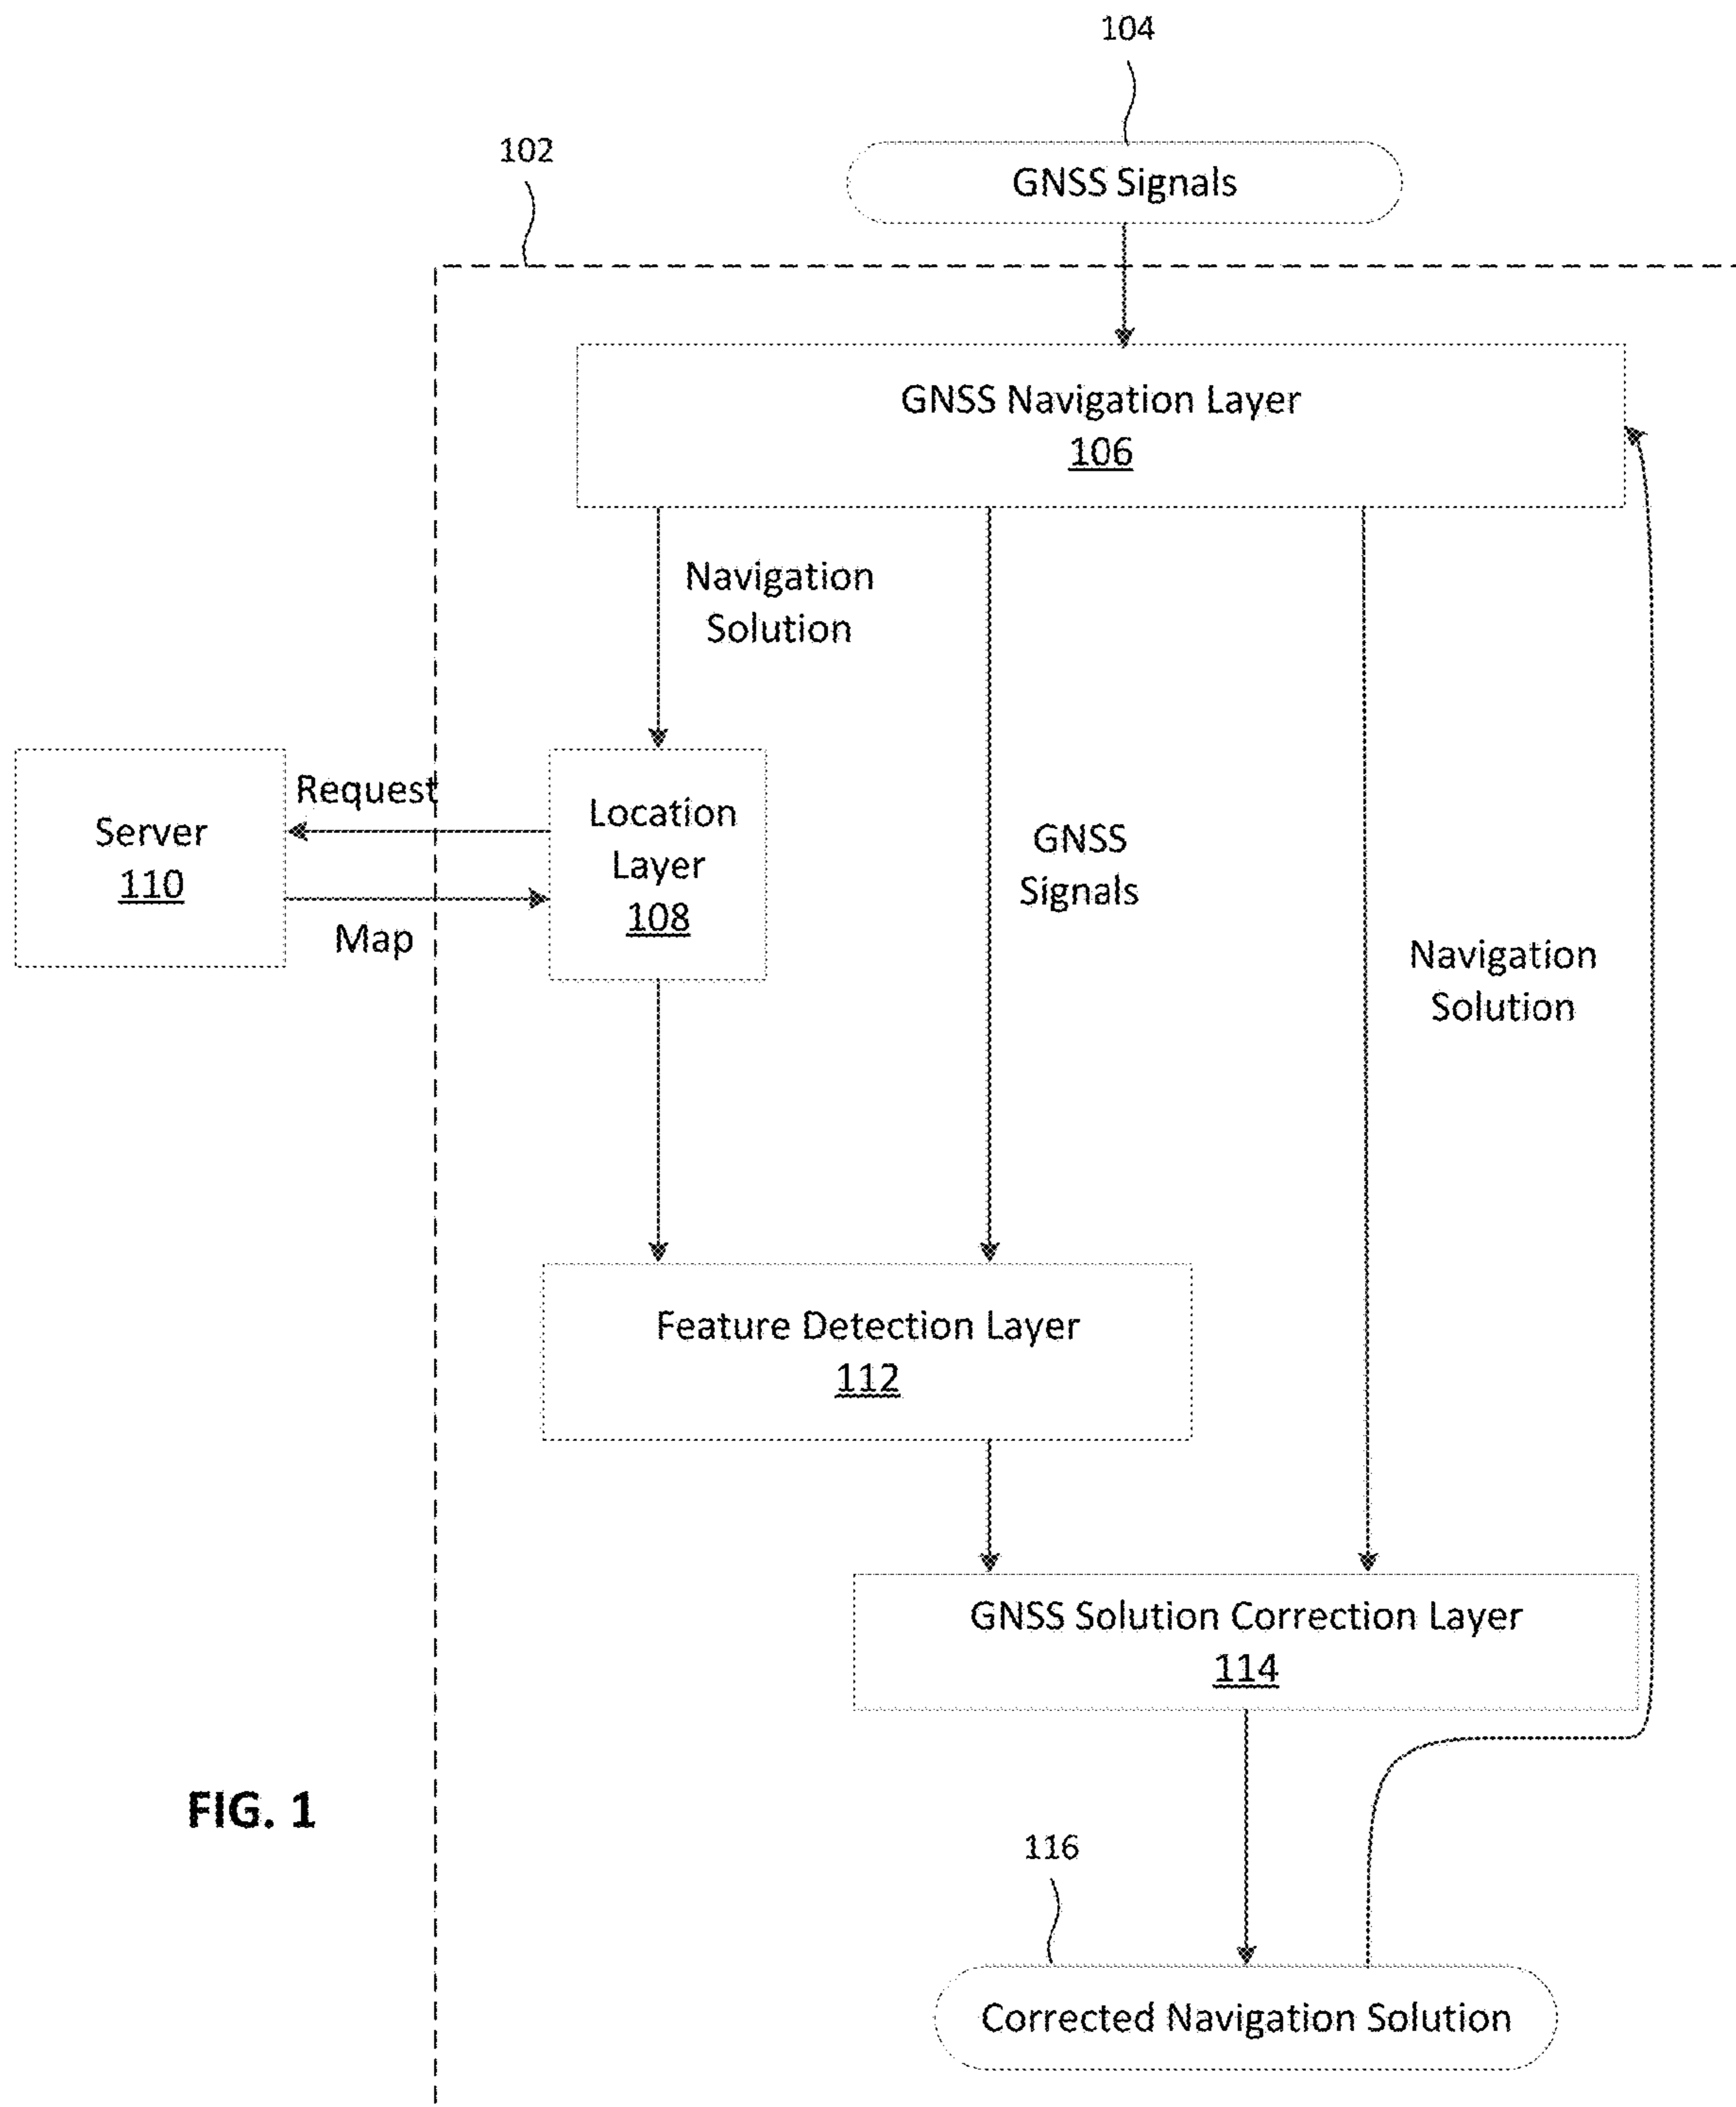 104
102
GNSS Signals
GNSS Navigation Layer
106
Navigation
Solution
Request
Server
110
Map
Location
Layer
108
GNSS
Signals
Navigation
Solution
Feature Detection Layer
112
GNSS Solution Correction Layer
114
FIG. 1
116
Corrected Navigation Solution